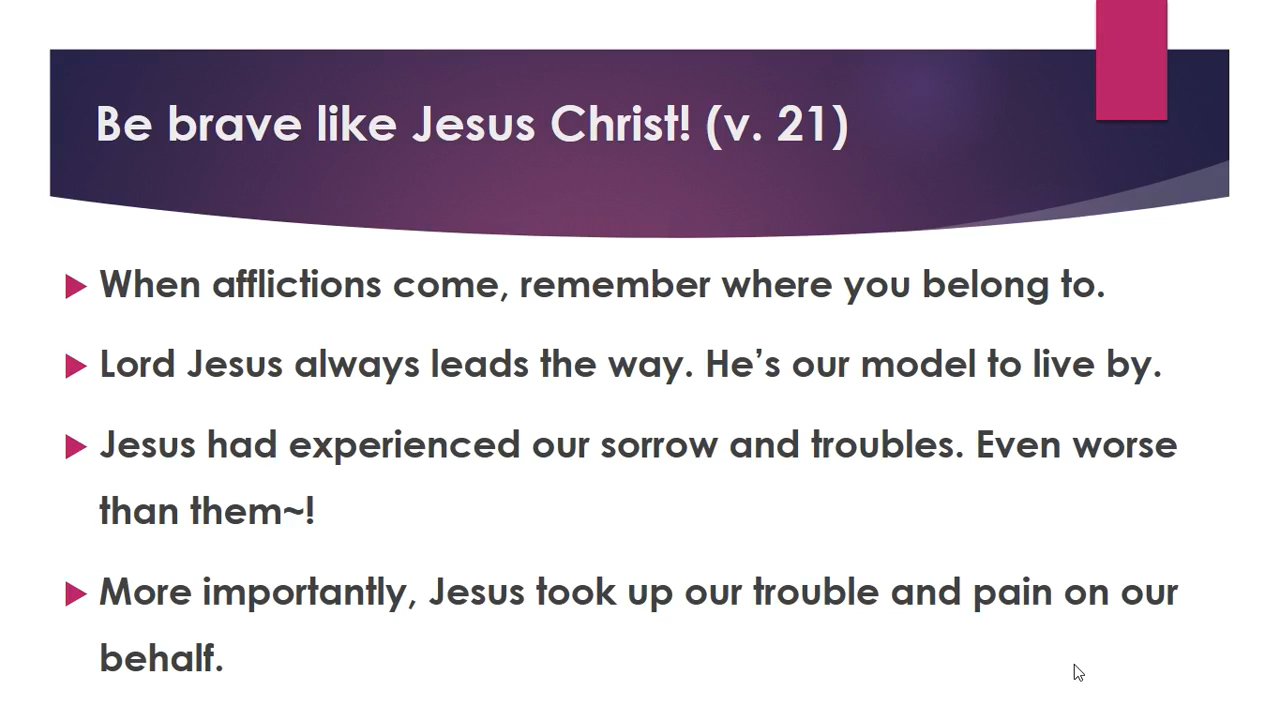 Be brave like Jesus Christ! (v. 21)
When afflictions come, remember where you belong to.
Lord Jesus always leads the way. He’s our model to live by.
Jesus had experienced our sorrow and troubles. Even worse
than them~!
More importantly, Jesus took up our trouble and pain on our
behalf.